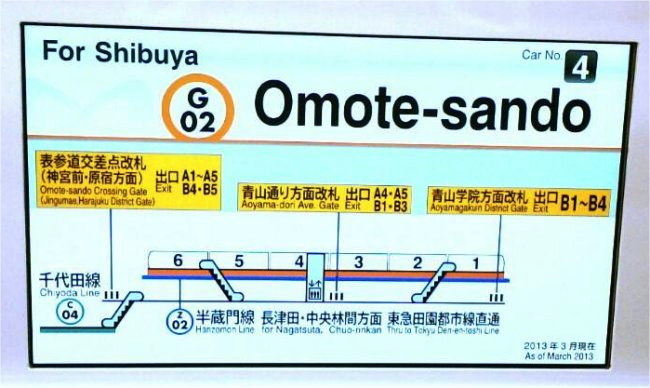 For Shibuya
Car No. 4
G
02
Omote-sando
表参道交差点改札
(神宮前・原宿方面)
Omote-sando Crossing Gate
(Jingumae,Harajuku District Gate)
出口 A1~A5
Exit B4・B5
青山通り方面改札
Aoyama-dori Ave. Gate
出口 A4・A5
Exit B1・B3
青山学院方面改札
Aoyamagakuin District Gate
出口
Exit B1~B4
6 5 4 3 2 1
千代田線
Chiyoda Line
C
04
Z
02
半蔵門線
Hanzomon Line
長津田・中央林間方面
for Nagatsuta, Chuo-rinkan
東急田園都市線直通
Thru to Tokyu Den-en-toshi Line
2013年3月現在
As of March 2013